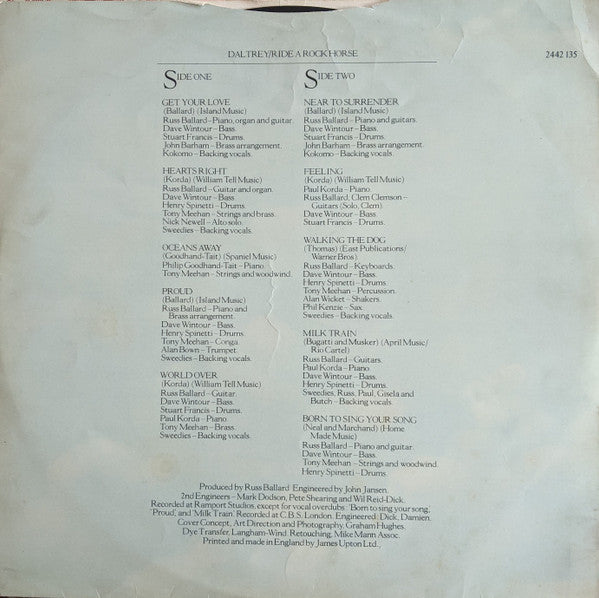 DALTREY/RIDE A ROCK HORSE
2442 135
SIDE ONE
GET YOUR LOVE
(Ballard) (Island Music)
Russ Ballard – Piano, organ and guitar.
Dave Wintour – Bass.
Stuart Francis – Drums.
John Barham – Brass arrangement.
Kokomo – Backing vocals.
HEARTS RIGHT
(Korda) (William Tell Music)
Russ Ballard – Guitar and organ.
Dave Wintour – Bass
Henry Spinetti – Drums.
Tony Meehan – Strings and brass.
Nick Newell – Alto solo.
Sweedies – Backing vocals.
OCEANS AWAY
(Goodhand-Tait) (Spaniel Music)
Philip Goodhand-Tait – Piano
Tony Meehan – Strings and woodwind.
PROUD
(Ballard) (Island Music)
Russ Ballard – Piano and
Brass arrangement.
Dave Wintour – Bass.
Henry Spinetti – Drums.
Tony Meehan – Conga
Alan Bown – Trumpet.
Sweedies – Backing vocals.
WORLD OVER
(Korda) (William Tell Music)
Russ Ballard – Guitar.
Dave Wintour – Bass.
Stuart Francis – Drums.
Paul Korda – Piano.
Tony Meehan – Brass.
Sweedies – Backing vocals.
SIDE TWO
NEAR TO SURRENDER
(Ballard) (Island Music)
Russ Ballard – Piano and guitars.
Dave Wintour – Bass.
Stuart Francis – Drums.
John Barham – Brass arrangement.
Kokomo – Backing vocals.
FEELING
(Korda) (William Tell Music)
Paul Korda – Piano.
Russ Ballard, Clem Clemson –
Guitars (Solo, Clem)
Dave Wintour – Bass.
Stuart Francis – Drums.
WALKING THE DOG
(Thomas) (East Publications/
Warner Bros)
Russ Ballard – Keyboards.
Dave Wintour – Bass.
Henry Spinetti – Drums.
Tony Meehan – Percussion.
Alan Wicket – Shakers.
Phil Kenzie – Sax.
Sweedies – Backing vocals.
MILK TRAIN
(Bugatti and Musker) (April Music/
Rio Cartel)
Russ Ballard – Guitars.
Paul Korda – Piano.
Dave Wintour – Bass.
Henry Spinetti – Drums.
Sweedies, Russ, Paul, Gisela and
Butch – Backing vocals.
BORN TO SING YOUR SONG
(Neal and Marchand) (Home
Made Music)
Russ Ballard – Piano and guitar.
Dave Wintour – Bass.
Tony Meehan – Strings and woodwind.
Henry Spinetti – Drums.
Produced by Russ Ballard Engineered by John Jansen.
2nd Engineers – Mark Dodson, Pete Shearing and Wil Reid-Dick.
Recorded at Ramport Studios, except for vocal overdubs: 'Born to sing your song,'
'Proud,' and 'Milk Train.' Recorded at C.B.S. London. Engineered: Dick, Damien.
Cover Concept, Art Direction and Photography, Graham Hughes.
Dye Transfer, Langham-Wind. Retouching, Mike Mann Assoc.
Printed and made in England by James Upton Ltd.,